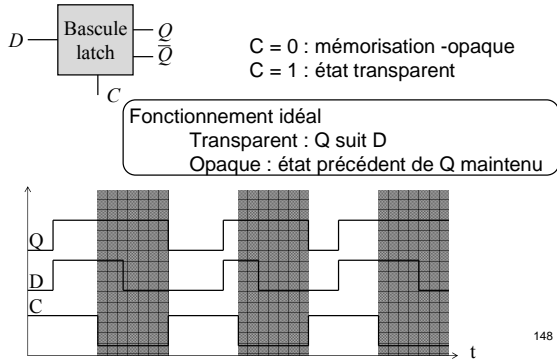 Bascule
latch
D
Q
Q̅
C
C = 0 : mémorisation -opaque
C = 1 : état transparent
Fonctionnement idéal
Transparent : Q suit D
Opaque : état précédent de Q maintenu
Q
D
C
t
148